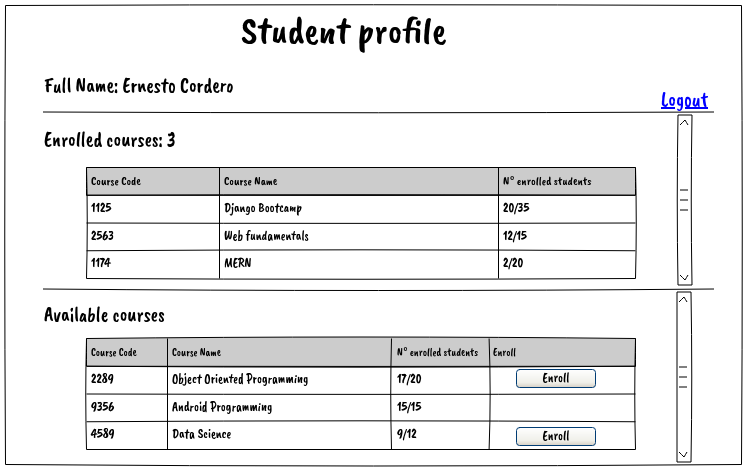 Student profile
Full Name: Ernesto Cordero
Logout
Enrolled courses: 3
Course Code Course Name N° enrolled students
1125 Django Bootcamp 20/35
2563 Web fundamentals 12/15
1174 MERN 2/20
Available courses
Course Code Course Name N° enrolled students Enroll
2289 Object Oriented Programming 17/20 Enroll
9356 Android Programming 15/15
4589 Data Science 9/12 Enroll